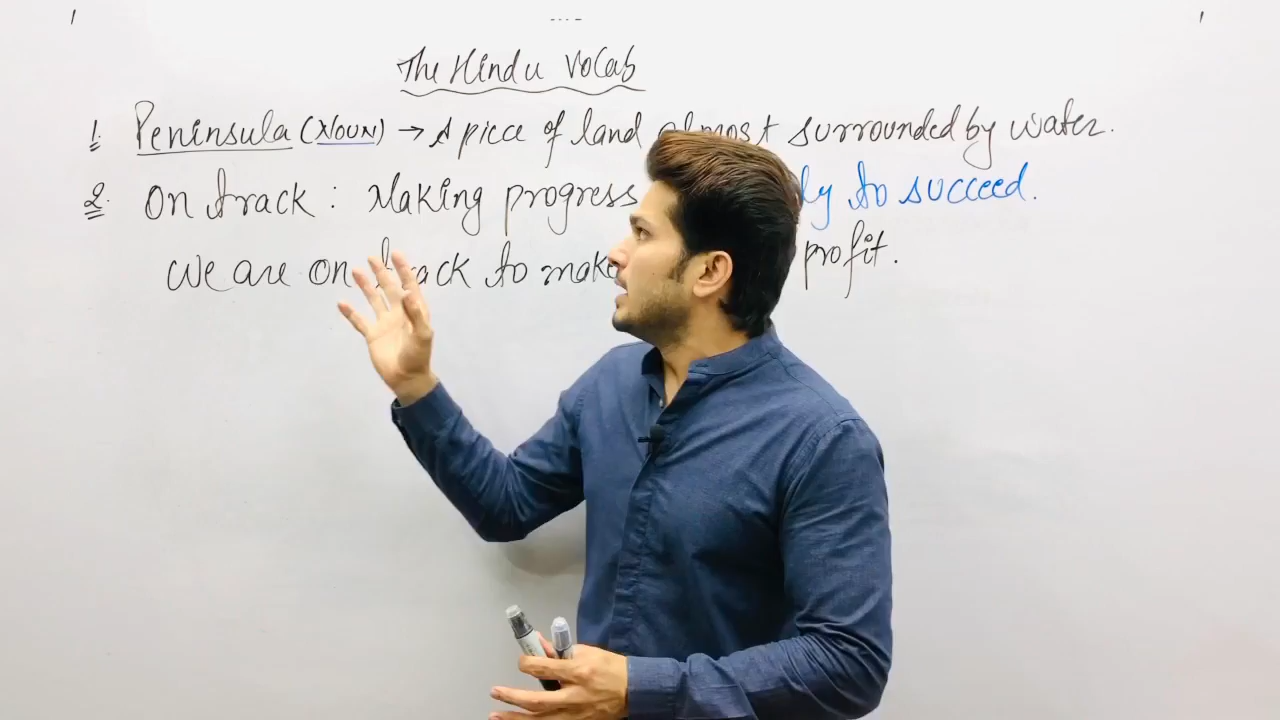 The Hindu Vocab
1. Peninsula (Noun) → A piece of land almost surrounded by water.
2. On track : Making progress to succeed.
We are on track to make profit.